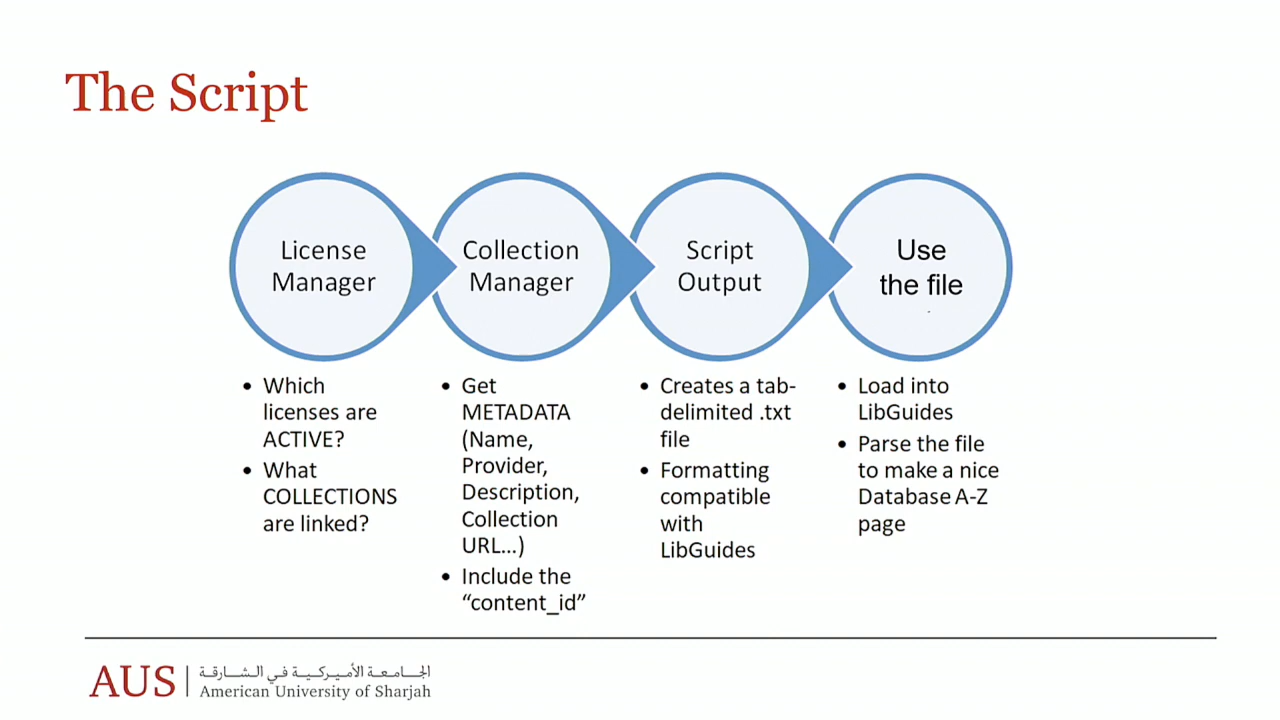 The Script
License
Manager
Collection
Manager
Script
Output
Use
the file
• Which
licenses are
ACTIVE?
• What
COLLECTIONS
are linked?
• Get
METADATA
(Name,
Provider,
Description,
Collection
URL...)
• Include the
“content_id”
• Creates a tab-
delimited .txt
file
• Formatting
compatible
with
LibGuides
• Load into
LibGuides
• Parse the file
to make a nice
Database A-Z
page
AUS
الجـامـعـة الأميـركـيـة في الـشـارقـة
American University of Sharjah